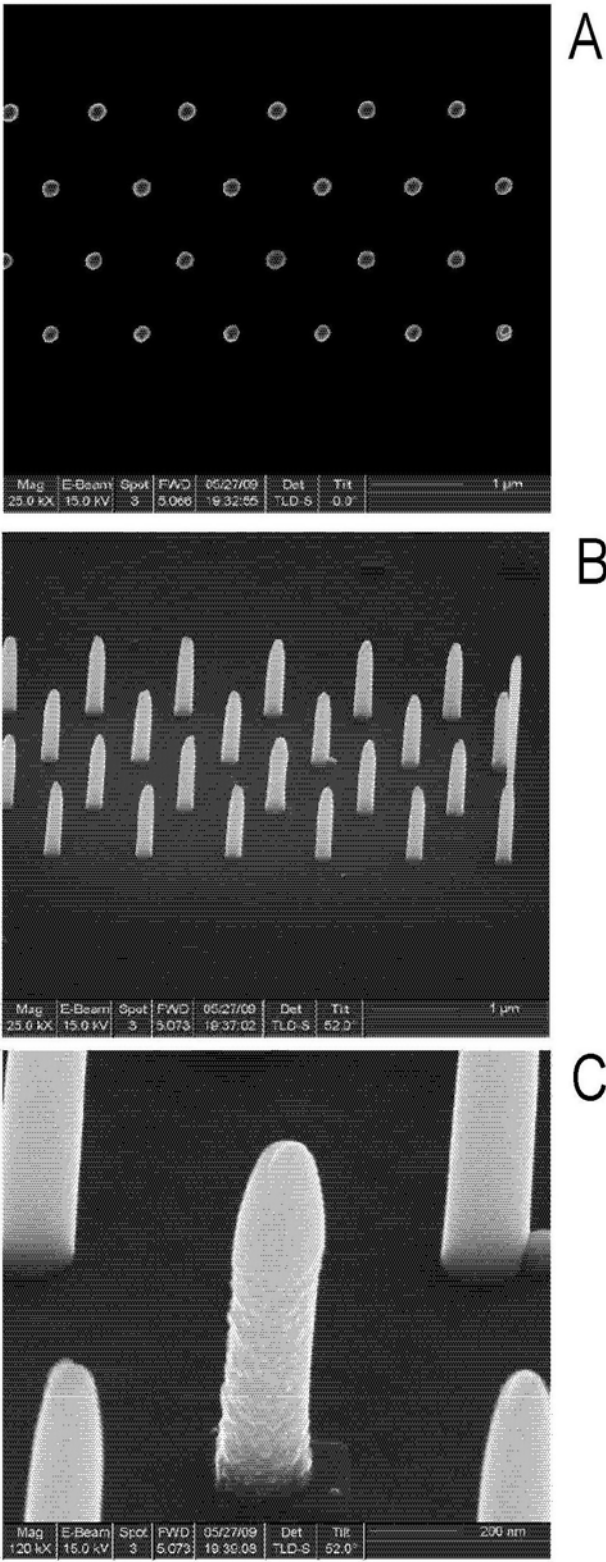 A
Mag E-Beam Spot FWD 05/27/09 Det Tilt 1 µm
25.0 kX 15.0 kV 3 5.066 19:32:55 TLD-S 0.0°
B
Mag E-Beam Spot FWD 05/27/09 Det Tilt 1 µm
25.0 kX 15.0 kV 3 5.073 19:37:02 TLD-S 52.0°
C
Mag E-Beam Spot FWD 05/27/09 Det Tilt 200 nm
120 kX 15.0 kV 3 5.073 19:39:08 TLD-S 52.0°